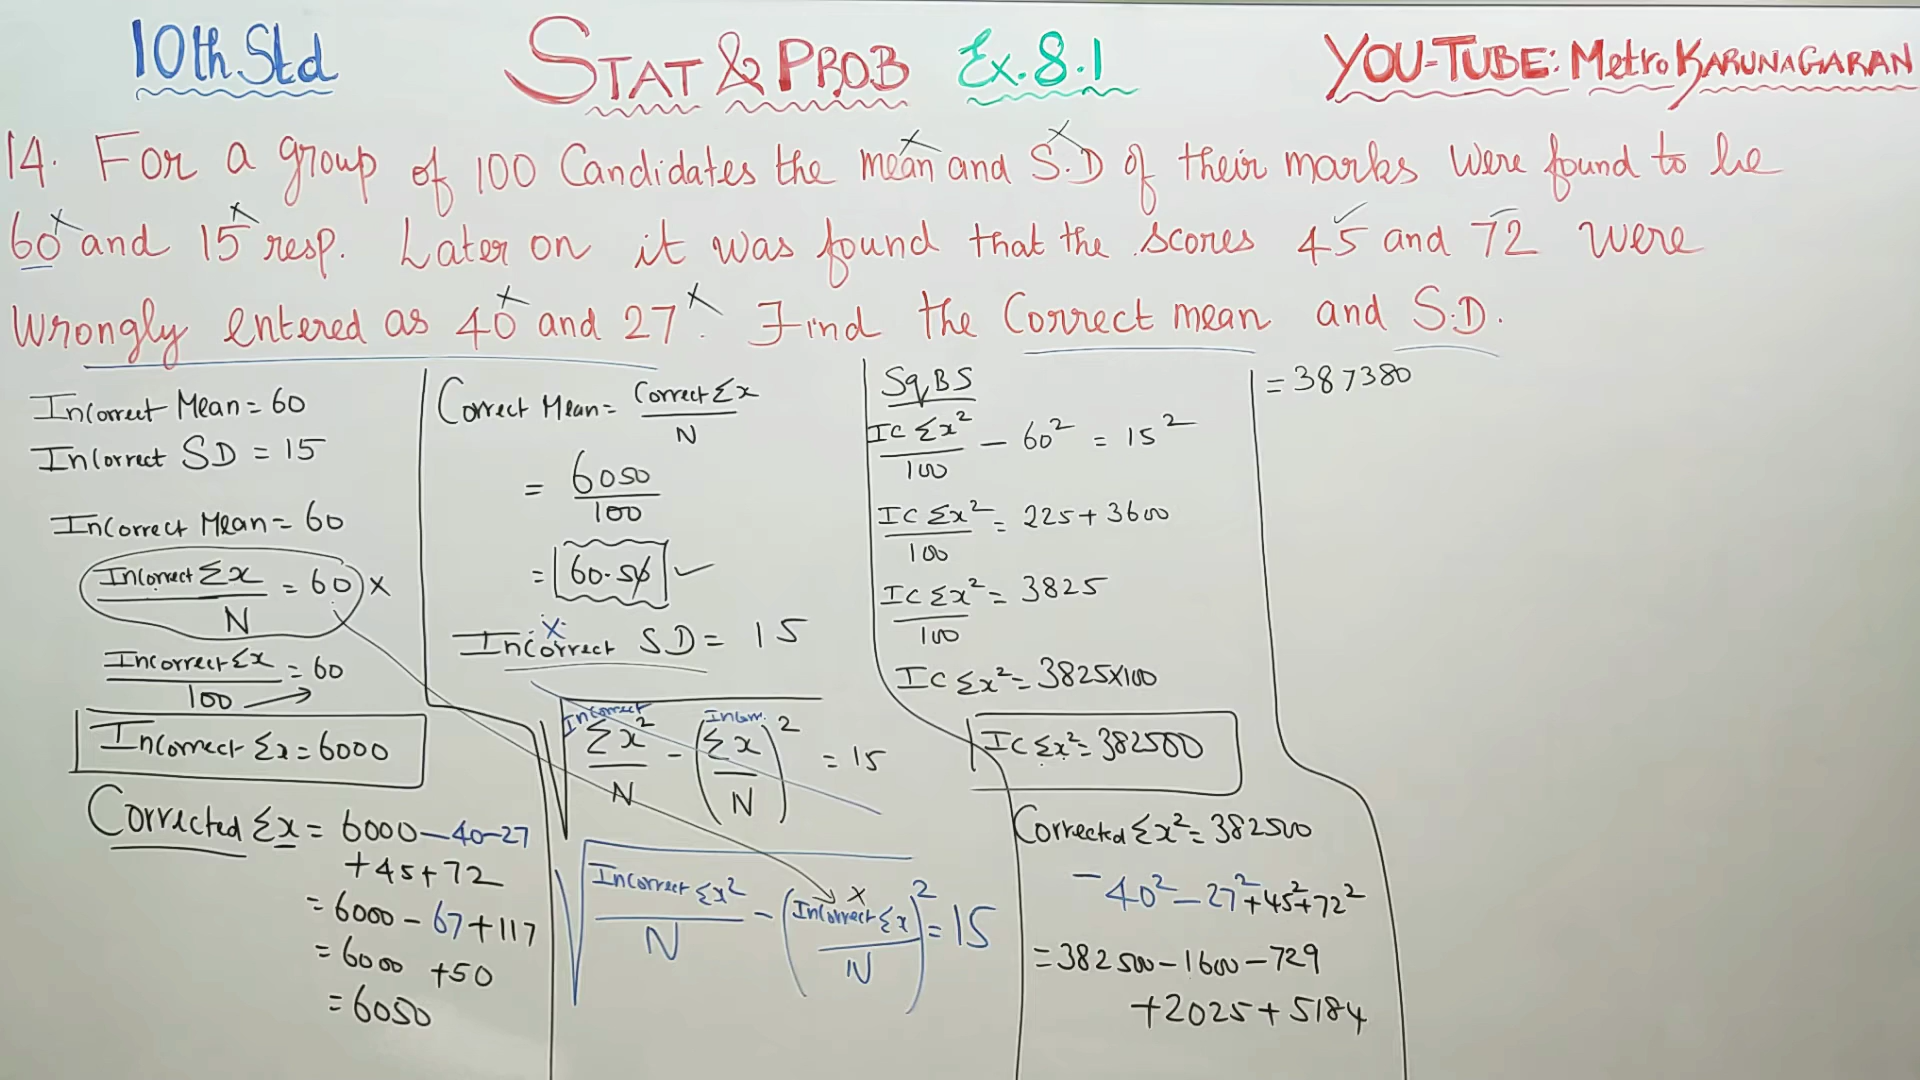 10th Std STAT & PROB Ex.8.1 YOU-TUBE: Metro KARUNAGARAN
14. For a group of 100 Candidates the mean and S.D of their marks were found to be
60 and 15 resp. Later on it was found that the scores 45 and 72 were
wrongly entered as 40 and 27. Find the Correct mean and S.D.
Incorrect Mean = 60
Incorrect SD = 15
Incorrect Mean = 60
Incorrect Σx
= 60 X
N
Incorrect Σx
= 60
100
Incorrect Σx = 6000
Corrected Σx = 6000 - 40 - 27
+ 45 + 72
= 6000 - 67 + 117
= 6000 + 50
= 6050
Correct Mean = Correct Σx
N
= 6050
100
= 60.5
Incorrect SD = 15
Incorrect Incorr.
Σx² - (Σx)² = 15
N N
Incorrect Σx² - (Incorrect Σx)² = 15
N N
Sq BS
IC Σx² - 60² = 15²
100
IC Σx² = 225 + 3600
100
IC Σx² = 3825
100
IC Σx² = 3825X100
IC Σx² = 382500
Corrected Σx² = 382500
- 40² - 27² + 45² + 72²
= 382500 - 1600 - 729
+ 2025 + 5184
= 387380